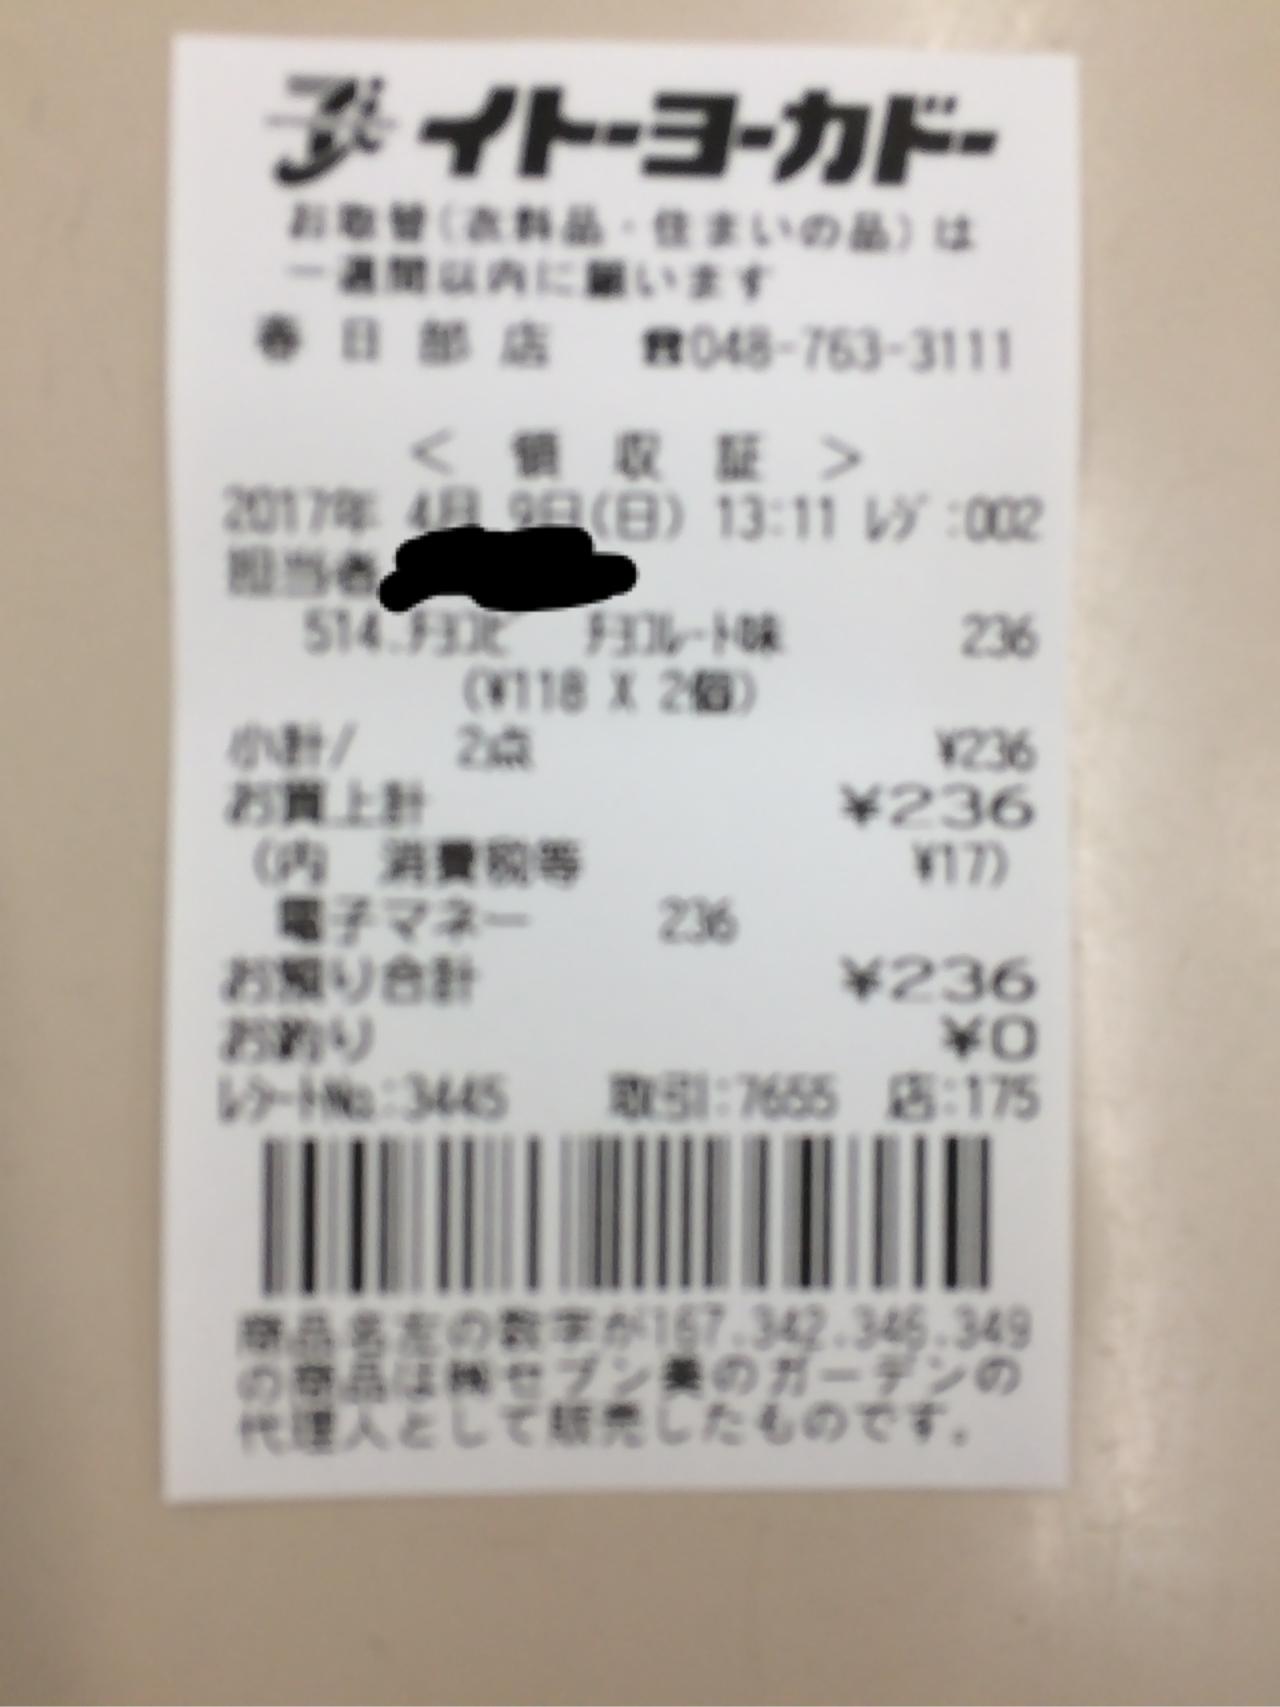 イトーヨーカドー
お取替(衣料品・住まいの品)は
一週間以内に願います
春日部店 ☎048-763-3111
< 領 収 証 >
2017年 4月 9日(日) 13:11 ﾚｼﾞ:002
担当者
514.ﾁﾖｺﾋﾞ ﾁﾖｺﾚｰﾄ味 236
(¥118 X 2個)
小計/ 2点 ¥236
お買上計 ¥236
(内 消費税等 ¥17)
電子マネー 236
お預り合計 ¥236
お釣り ¥0
ﾚｼｰﾄNo:3445 取引:7655 店:175
商品名左の数字が167.342.346.349
の商品は㈱セブン美のガーデンの
代理人として販売したものです。